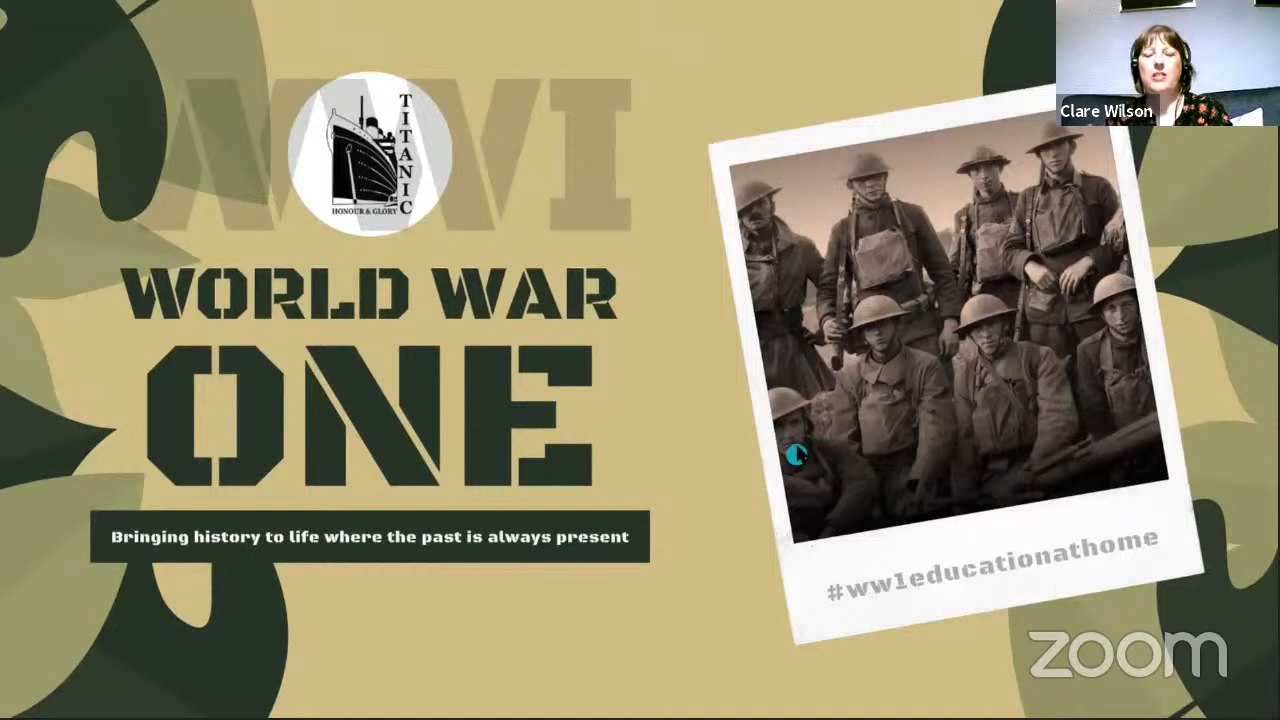 WWI
TITANIC
HONOUR & GLORY
WORLD WAR
ONE
Bringing history to life where the past is always present
Clare Wilson
#ww1educationathome
zoom